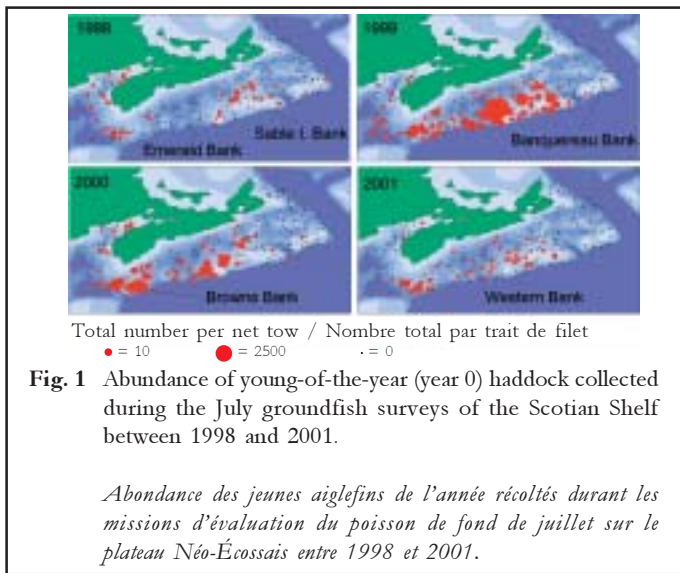 1998
1999
Sable I. Bank
Emerald Bank
Banquereau Bank
2000
2001
Browns Bank
Western Bank
Total number per net tow / Nombre total par trait de filet
= 10 = 2500 · = 0
Fig. 1 Abundance of young-of-the-year (year 0) haddock collected
during the July groundfish surveys of the Scotian Shelf
between 1998 and 2001.
Abondance des jeunes aiglefins de l'année récoltés durant les
missions d'évaluation du poisson de fond de juillet sur le
plateau Néo-Écossais entre 1998 et 2001.